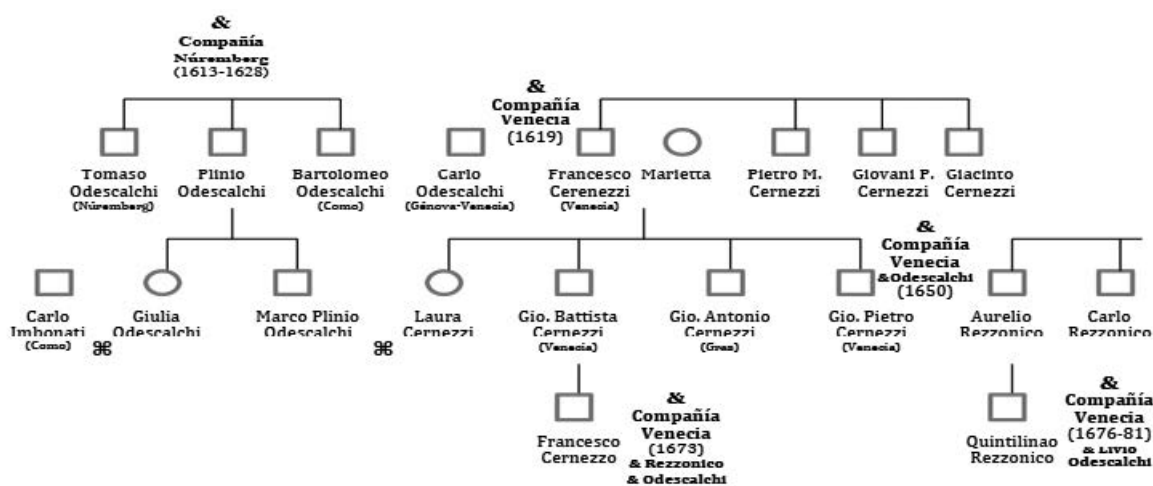 &
Compañía
Núremberg
(1613-1628)
&
Compañía
Venecia
(1619)
Tomaso
Odescalchi
(Núremberg)
Plinio
Odescalchi
Bartolomeo
Odescalchi
(Como)
Carlo
Odescalchi
(Génova-Venecia)
Francesco
Cerenezzi
(Venecia)
Marietta
Pietro M.
Cernezzi
Giovani P.
Cernezzi
Giacinto
Cernezzi
&
Compañía
Venecia
& Odescalchi
(1650)
Carlo
Imbonati
(Como)
⌘
Giulia
Odescalchi
Marco Plinio
Odescalchi
⌘
Laura
Cernezzi
Gio. Battista
Cernezzi
(Venecia)
Gio. Antonio
Cernezzi
(Graz)
Gio. Pietro
Cernezzi
(Venecia)
Aurelio
Rezzonico
Carlo
Rezzonico
Francesco
Cernezzo
&
Compañía
Venecia
(1673)
& Rezzonico
& Odescalchi
Quintilinao
Rezzonico
&
Compañía
Venecia
(1676-81)
& Livio
Odescalchi